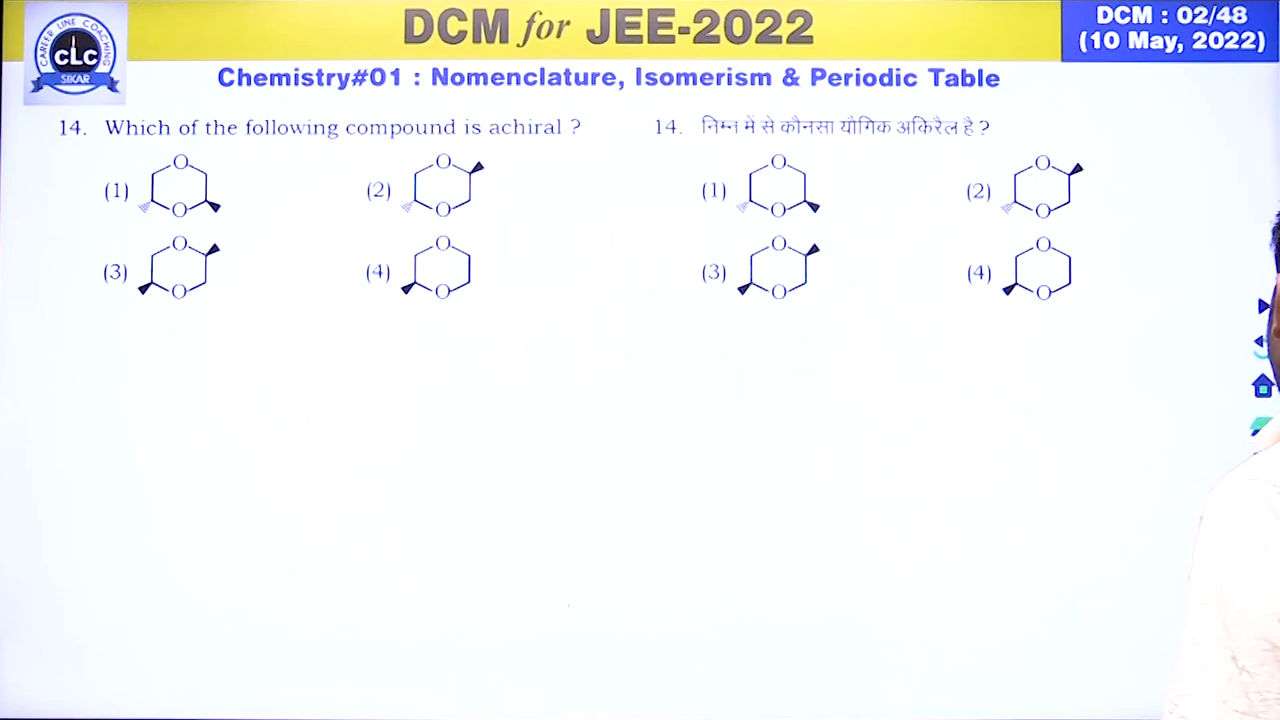 DCM for JEE-2022
DCM : 02/48
(10 May, 2022)
CAREER LINE COACHING
CLC
SIKAR
Chemistry#01 : Nomenclature, Isomerism & Periodic Table
14. Which of the following compound is achiral ?
(1) O O
(2) O O
(3) O O
(4) O O
14. निम्न में से कौनसा यौगिक अकिरैल है ?
(1) O O
(2) O O
(3) O O
(4) O O